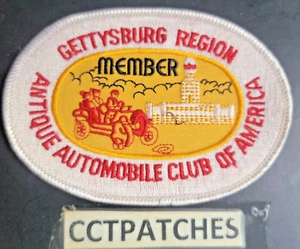 GETTYSBURG REGION
MEMBER
ANTIQUE AUTOMOBILE CLUB OF AMERICA
CCTPATCHES